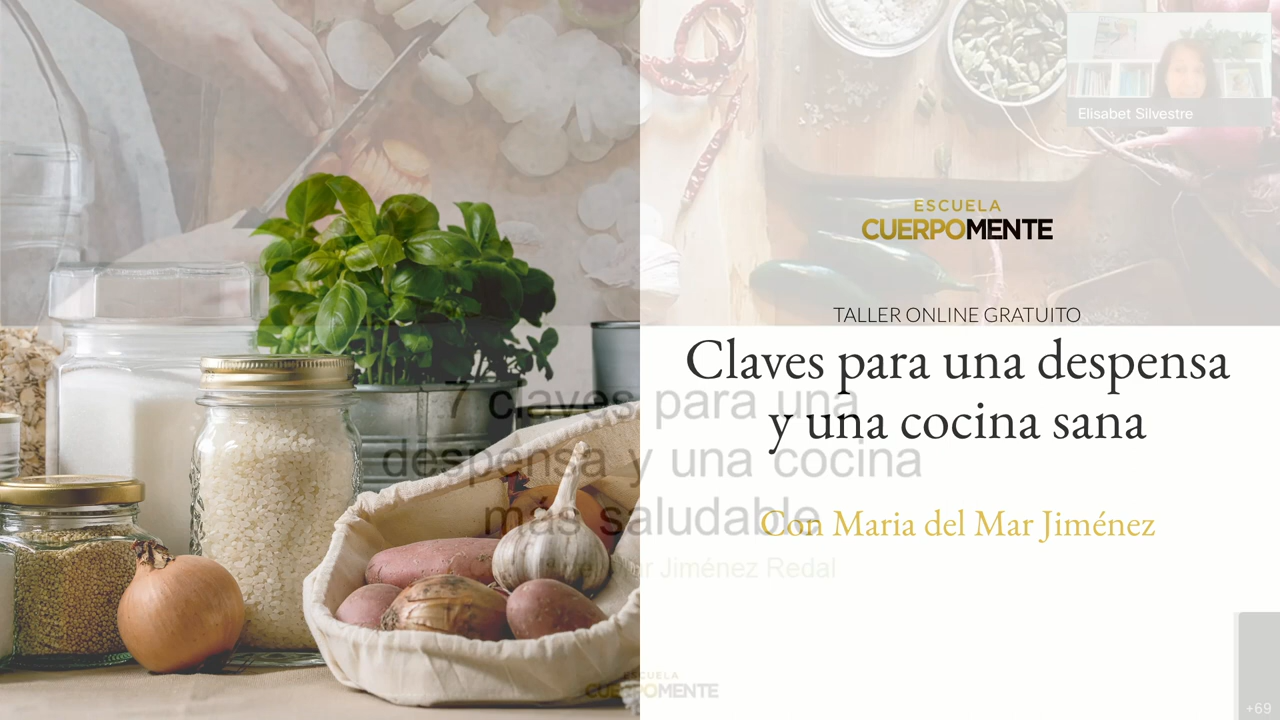 Elisabet Silvestre
ESCUELA
CUERPOMENTE
TALLER ONLINE GRATUITO
Claves para una despensa
y una cocina sana
Con Maria del Mar Jiménez
7 claves para una
despensa y una cocina
más saludable
Mar Jiménez Redal
ESCUELA
CUERPOMENTE
+69